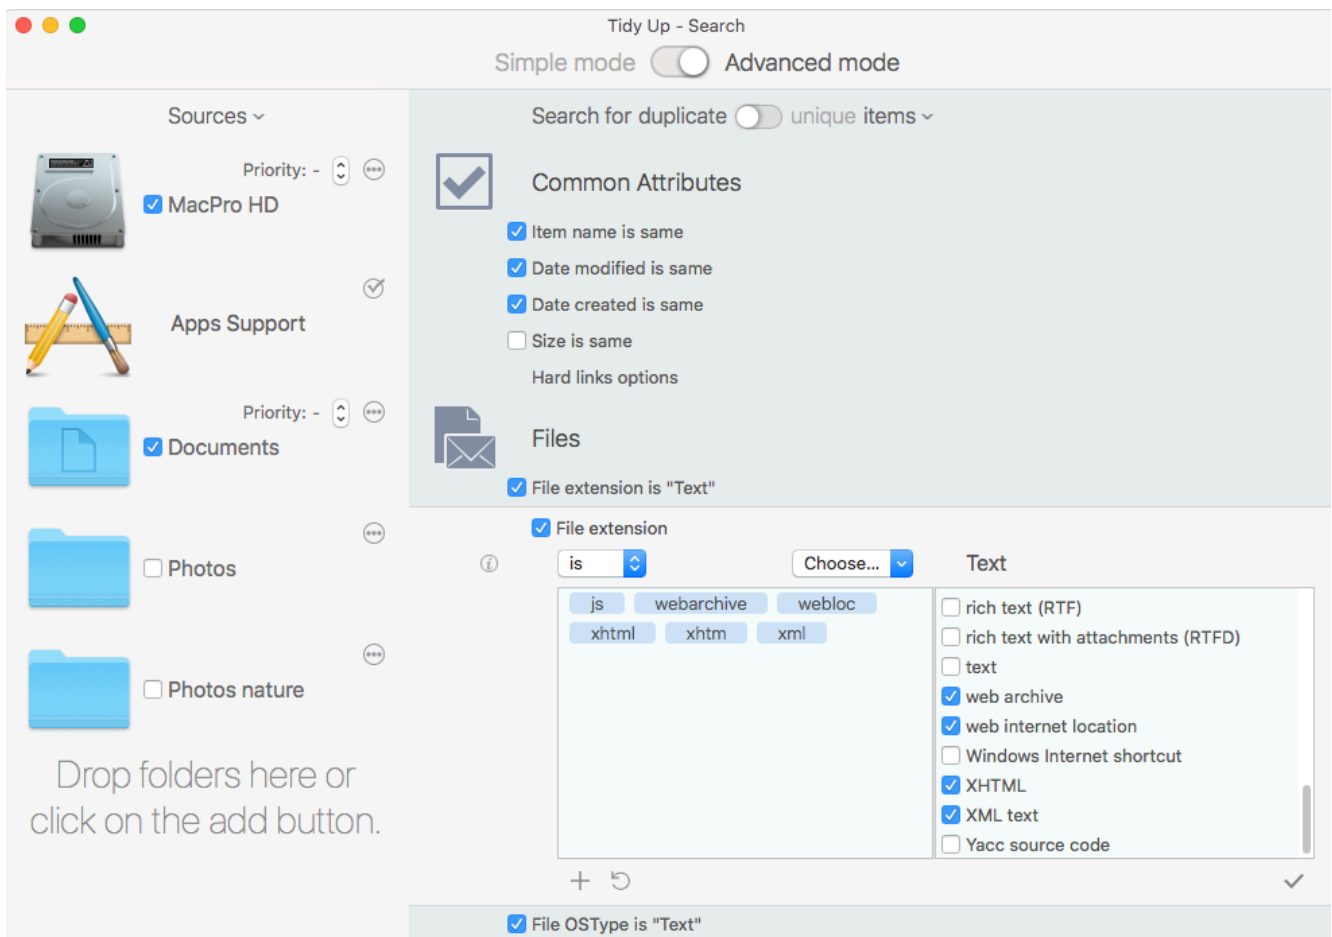 Tidy Up - Search
Simple mode Advanced mode
Sources
Priority: -
MacPro HD
Apps Support
Priority: -
Documents
Photos
Photos nature
Drop folders here or
click on the add button.
Search for duplicate unique items
Common Attributes
Item name is same
Date modified is same
Date created is same
Size is same
Hard links options
Files
File extension is "Text"
File extension
is Choose... Text
js webarchive webloc
xhtml xhtm xml
rich text (RTF)
rich text with attachments (RTFD)
text
web archive
web internet location
Windows Internet shortcut
XHTML
XML text
Yacc source code
File OSType is "Text"